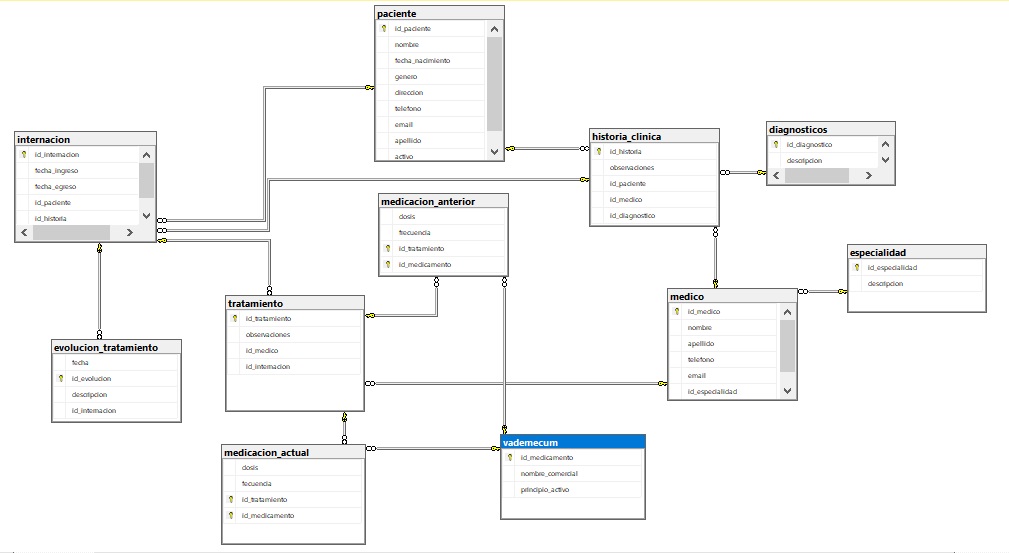 paciente
id_paciente
nombre
fecha_nacimiento
genero
direccion
telefono
email
apellido
activo
internacion
id_internacion
fecha_ingreso
fecha_egreso
id_paciente
id_historia
historia_clinica
id_historia
observaciones
id_paciente
id_medico
id_diagnostico
diagnosticos
id_diagnostico
descripcion
medicacion_anterior
dosis
frecuencia
id_tratamiento
id_medicamento
especialidad
id_especialidad
descripcion
tratamiento
id_tratamiento
observaciones
id_medico
id_internacion
medico
id_medico
nombre
apellido
telefono
email
id_especialidad
evolucion_tratamiento
fecha
id_evolucion
descripcion
id_internacion
medicacion_actual
dosis
fecuencia
id_tratamiento
id_medicamento
vademecum
id_medicamento
nombre_comercial
principio_activo